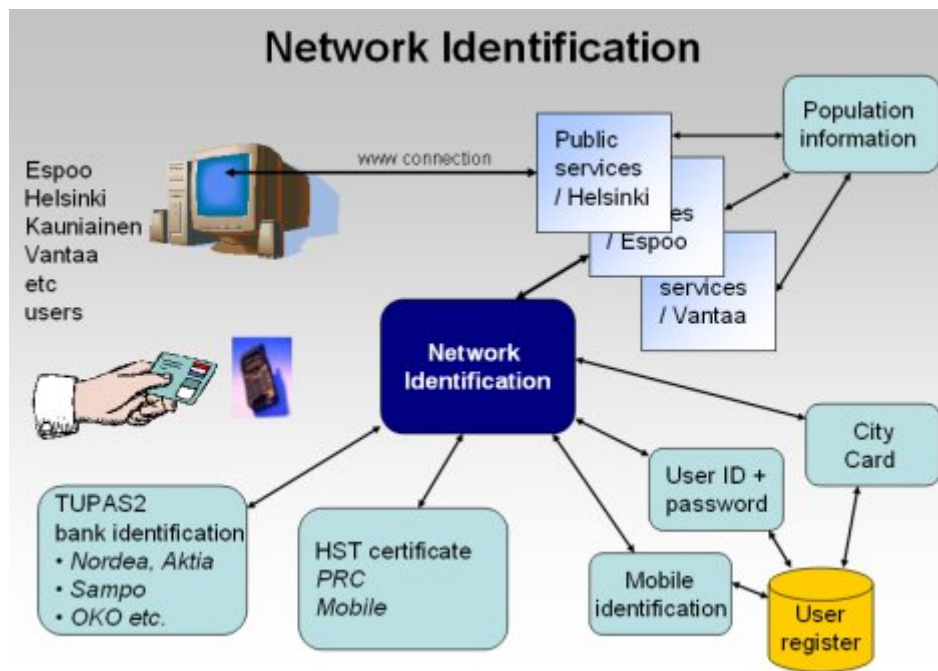 Network Identification
Espoo
Helsinki
Kauniainen
Vantaa
etc
users
www connection
Public
services
/ Helsinki
es
/ Espoo
services
/ Vantaa
Population
information
Network
Identification
TUPAS2
bank identification
• Nordea, Aktia
• Sampo
• OKO etc.
HST certificate
PRC
Mobile
User ID +
password
City
Card
Mobile
identification
User
register